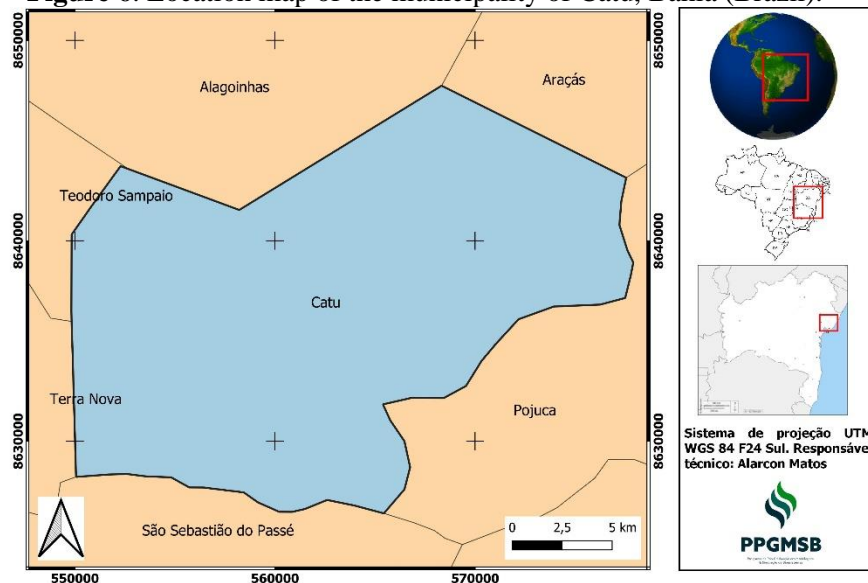 Figure 6. Location map of the municipality of Catu, Bahia (Brazil).
8650000
8650000
Alagoinhas
Araçás
Teodoro Sampaio
8640000
8640000
Catu
Terra Nova
Pojuca
8630000
8630000
São Sebastião do Passé
0 2,5 5 km
550000 560000 570000
Sistema de projeção UTM
WGS 84 F24 Sul. Responsáve
técnico: Alarcon Matos
PPGMSB